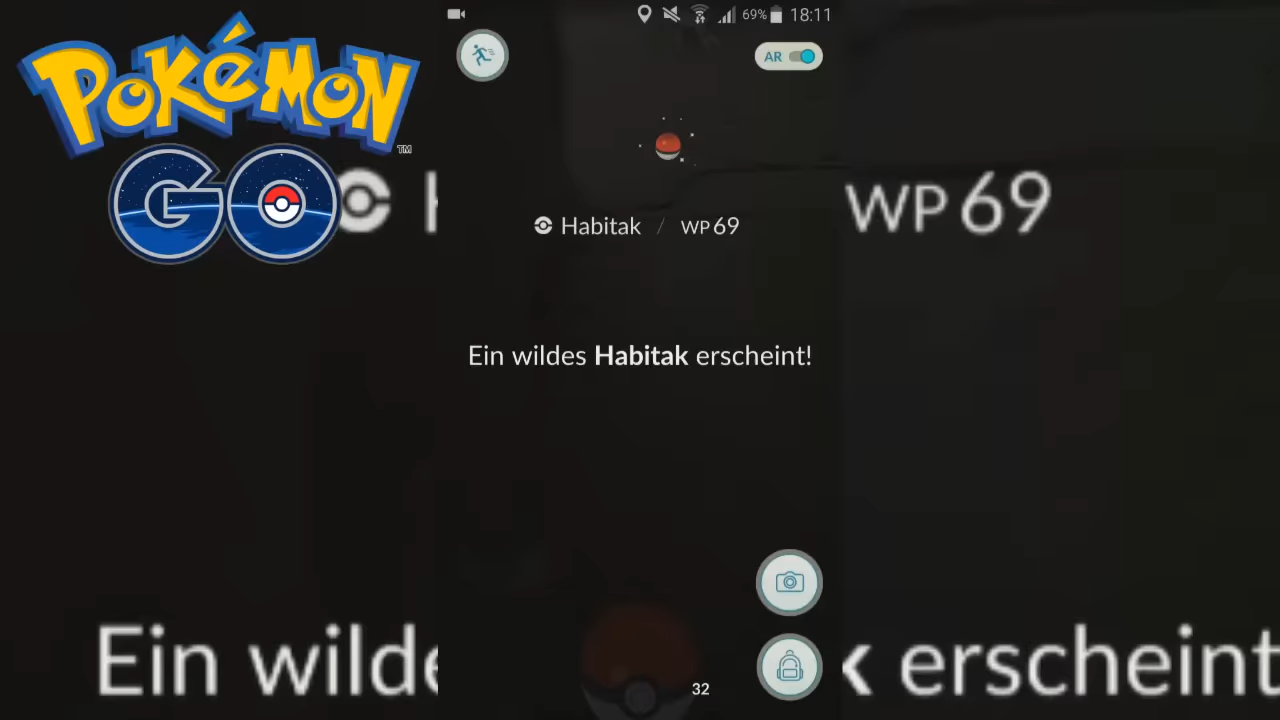 POKÉMON
TM
GO
69% 18:11
AR
Habitak / WP 69
WP 69
Ein wildes Habitak erscheint!
32
Ein wilde
k erscheint